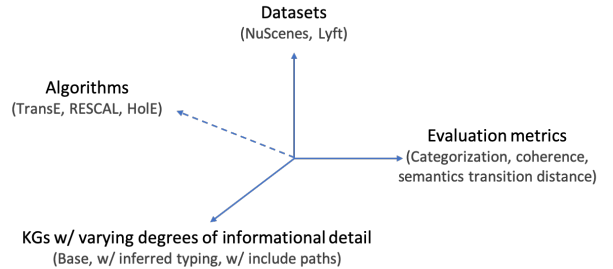 Datasets
(NuScenes, Lyft)
Algorithms
(TransE, RESCAL, HolE)
Evaluation metrics
(Categorization, coherence,
semantics transition distance)
KGs w/ varying degrees of informational detail
(Base, w/ inferred typing, w/ include paths)